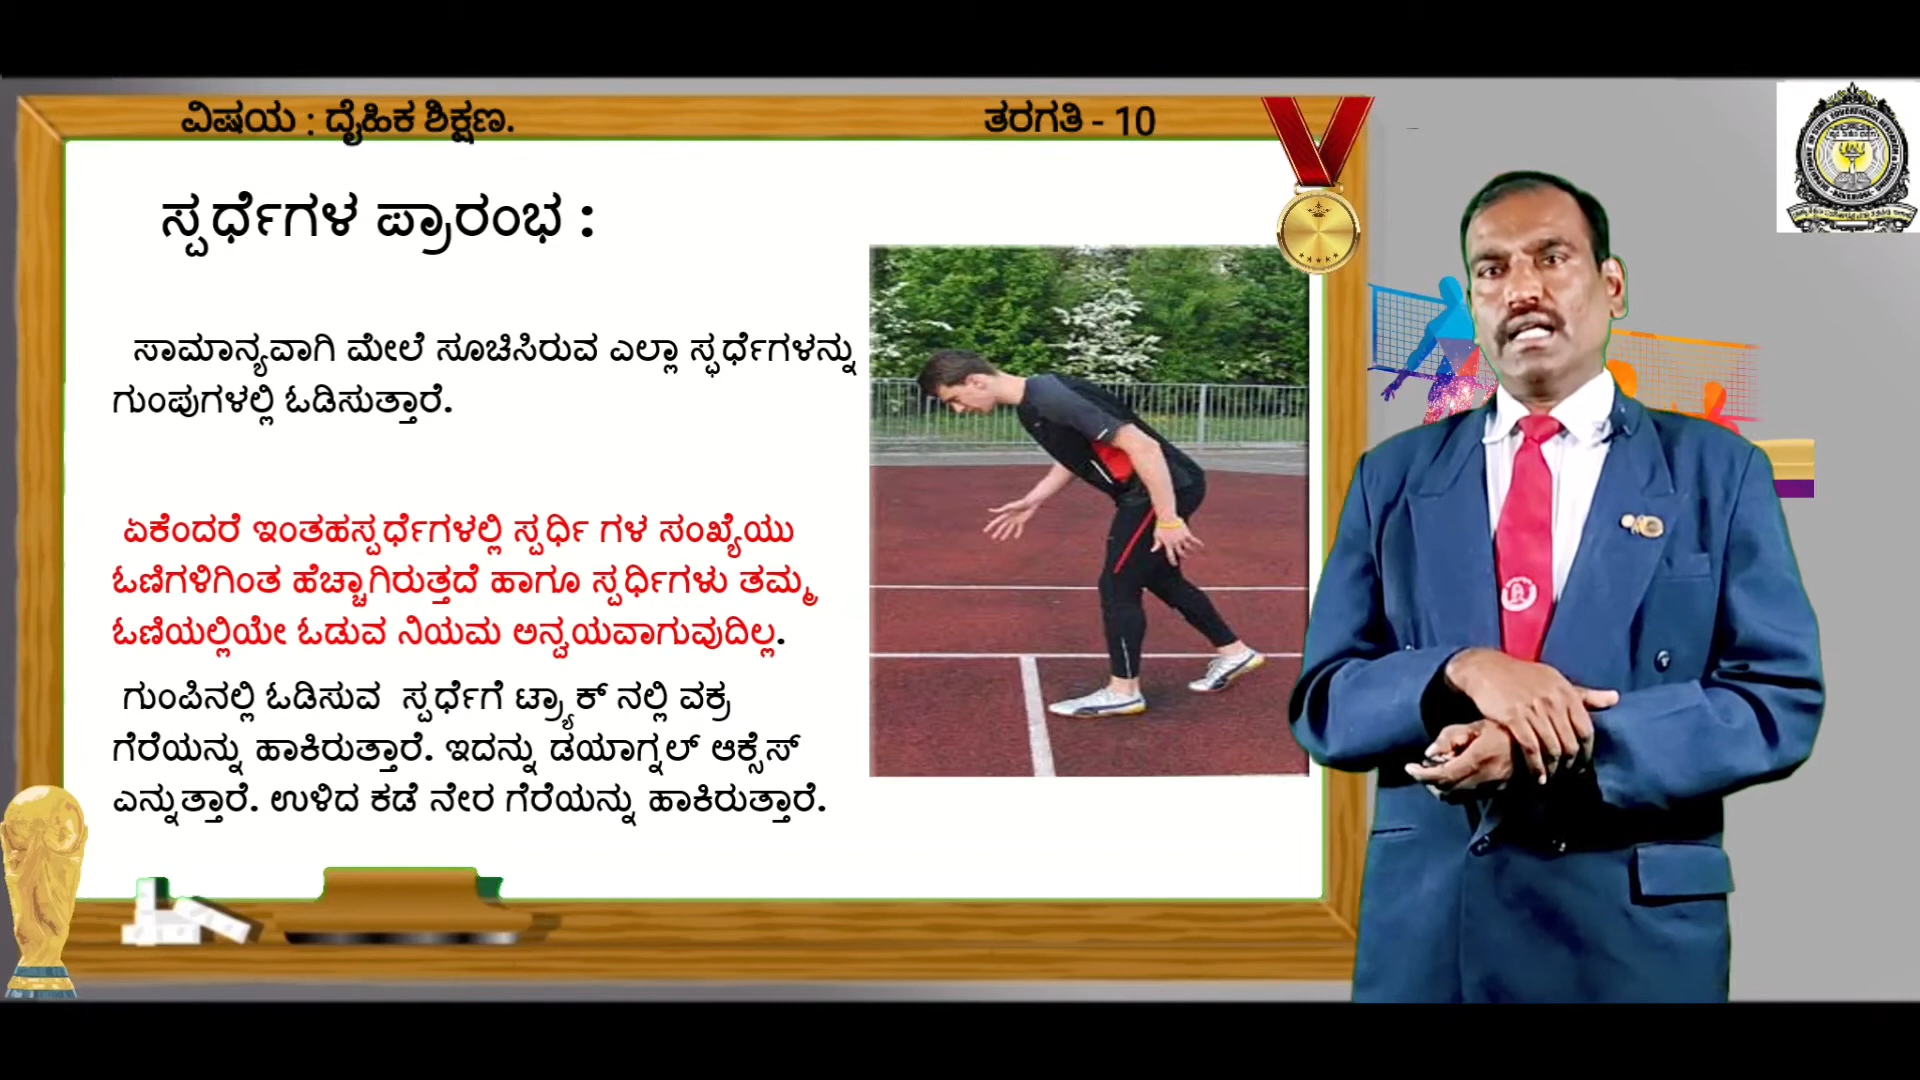 ವಿಷಯ : ದೈಹಿಕ ಶಿಕ್ಷಣ.
ತರಗತಿ - 10
ಸ್ಪರ್ಧೆಗಳ ಪ್ರಾರಂಭ :
ಸಾಮಾನ್ಯವಾಗಿ ಮೇಲೆ ಸೂಚಿಸಿರುವ ಎಲ್ಲಾ ಸ್ಪರ್ಧೆಗಳನ್ನು
ಗುಂಪುಗಳಲ್ಲಿ ಓಡಿಸುತ್ತಾರೆ.
ಏಕೆಂದರೆ ಇಂತಹಸ್ಪರ್ಧೆಗಳಲ್ಲಿ ಸ್ಪರ್ಧಿ ಗಳ ಸಂಖ್ಯೆಯು
ಓಣಿಗಳಿಗಿಂತ ಹೆಚ್ಚಾಗಿರುತ್ತದೆ ಹಾಗೂ ಸ್ಪರ್ಧಿಗಳು ತಮ್ಮ
ಓಣಿಯಲ್ಲಿಯೇ ಓಡುವ ನಿಯಮ ಅನ್ವಯವಾಗುವುದಿಲ್ಲ.
ಗುಂಪಿನಲ್ಲಿ ಓಡಿಸುವ ಸ್ಪರ್ಧೆಗೆ ಟ್ರ್ಯಾಕ್ ನಲ್ಲಿ ವಕ್ರ
ಗೆರೆಯನ್ನು ಹಾಕಿರುತ್ತಾರೆ. ಇದನ್ನು ಡಯಾಗ್ನಲ್ ಆಕ್ಸೆಸ್
ಎನ್ನುತ್ತಾರೆ. ಉಳಿದ ಕಡೆ ನೇರ ಗೆರೆಯನ್ನು ಹಾಕಿರುತ್ತಾರೆ.